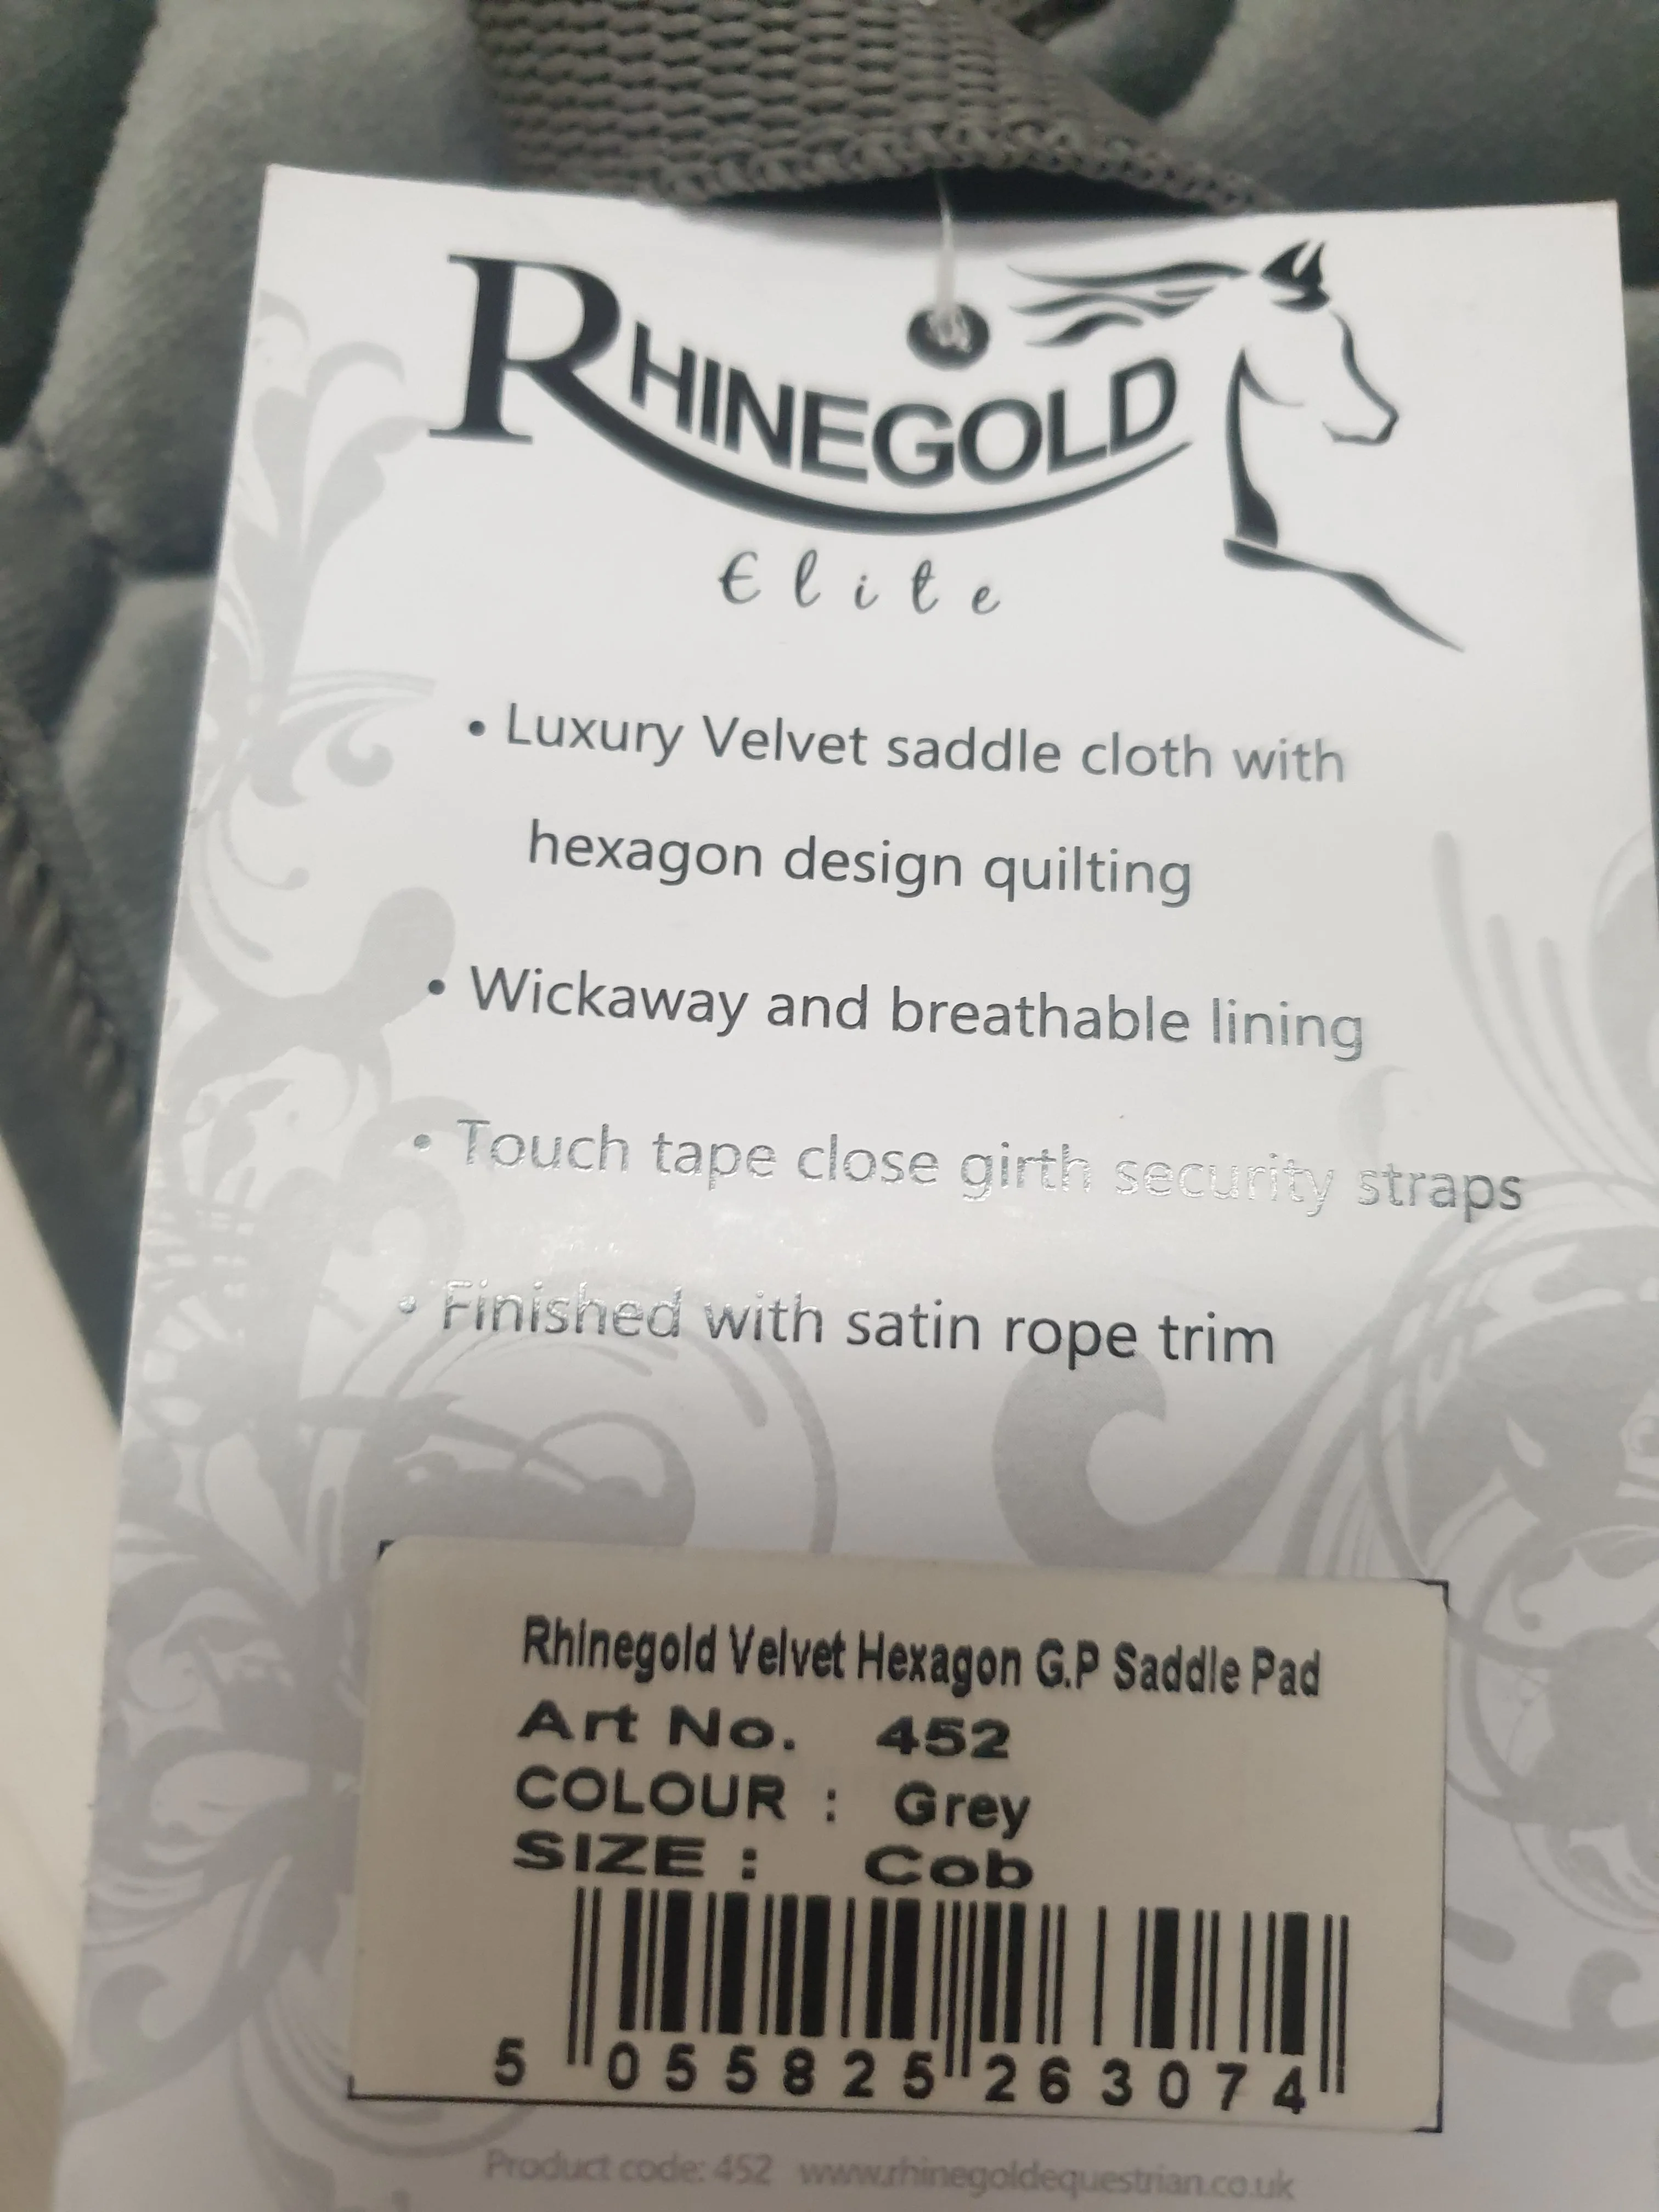 RHINEGOLD
Elite
• Luxury Velvet saddle cloth with
hexagon design quilting
• Wickaway and breathable lining
• Touch tape close girth security straps
• Finished with satin rope trim
Rhinegold Velvet Hexagon G.P Saddle Pad
Art No. 452
COLOUR : Grey
SIZE : Cob
5 055825 263074
Product code: 452 www.rhinegoldequestrian.co.uk